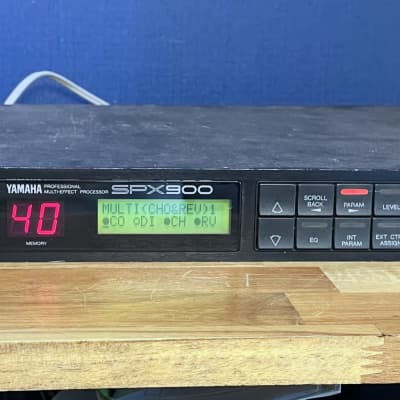 YAMAHA PROFESSIONAL MULTI-EFFECT PROCESSOR SPX900
40
MEMORY
MULTI(CHO&REV)1
CO DI CH RV
SCROLL BACK
PARAM
LEVEL
EQ
INT PARAM
EXT CTRL ASSIGN